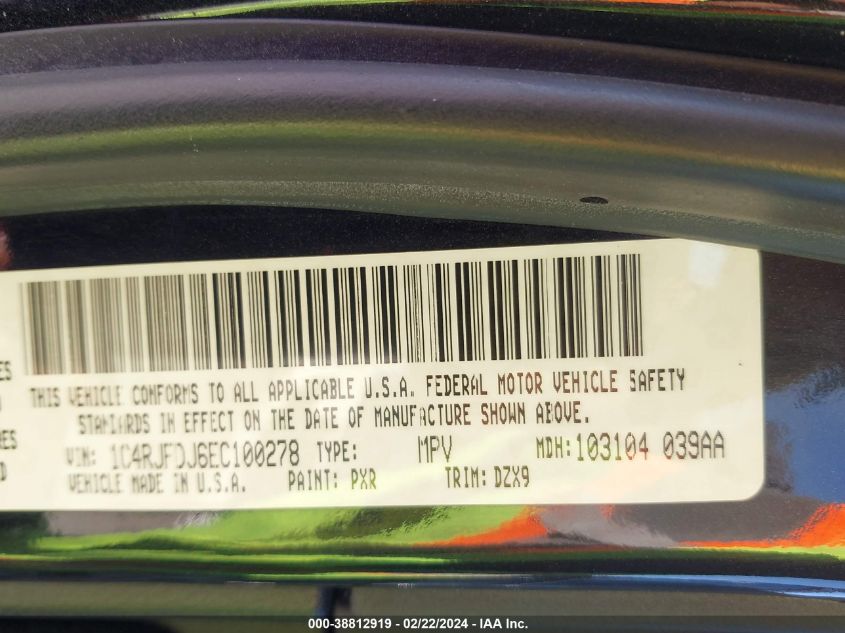 ES
THIS VEHICLE CONFORMS TO ALL APPLICABLE U.S.A. FEDERAL MOTOR VEHICLE SAFETY
STANDARDS IN EFFECT ON THE DATE OF MANUFACTURE SHOWN ABOVE.
RES
VIN: 1C4RJFDJ6EC100278 TYPE: MPV MDH:103104 039AA
D
VEHICLE MADE IN U.S.A. PAINT: PXR TRIM: DZX9
000-38812919 - 02/22/2024 - IAA Inc.